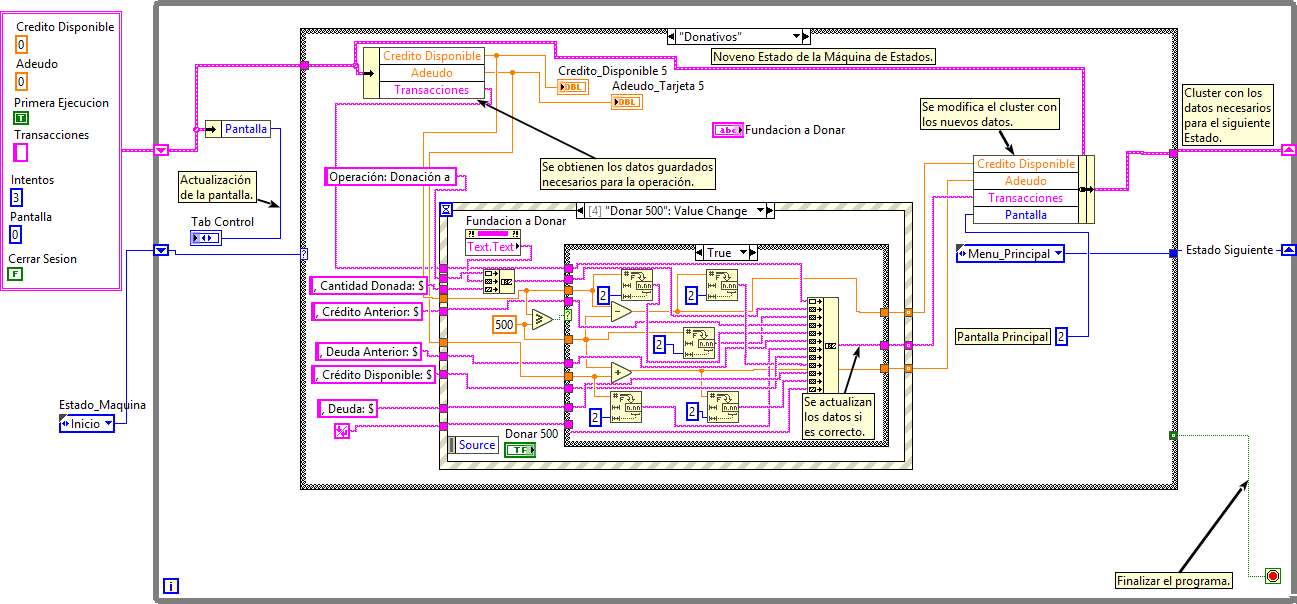 Credito Disponible
0
Adeudo
0
Primera Ejecucion
T
Transacciones
Intentos
3
Pantalla
0
Cerrar Sesion
F
Estado_Maquina
Inicio
Pantalla
Actualización
de la pantalla.
Tab Control
"Donativos"
Noveno Estado de la Máquina de Estados.
Credito Disponible
Adeudo
Transacciones
Credito_Disponible 5
DBL
Adeudo_Tarjeta 5
DBL
abc
Fundacion a Donar
Se obtienen los datos guardados
necesarios para la operación.
Operación: Donación a
[4] "Donar 500": Value Change
Fundacion a Donar
Text.Text
True
, Cantidad Donada: $
, Crédito Anterior: $
500
, Deuda Anterior: $
, Crédito Disponible: $
, Deuda: $
2
2
2
2
2
Source
Donar 500
TF
Se actualizan
los datos si
es correcto.
Se modifica el cluster con
los nuevos datos.
Credito Disponible
Adeudo
Transacciones
Pantalla
Menu_Principal
Pantalla Principal
2
Cluster con los
datos necesarios
para el siguiente
Estado.
Estado Siguiente
Finalizar el programa.
i